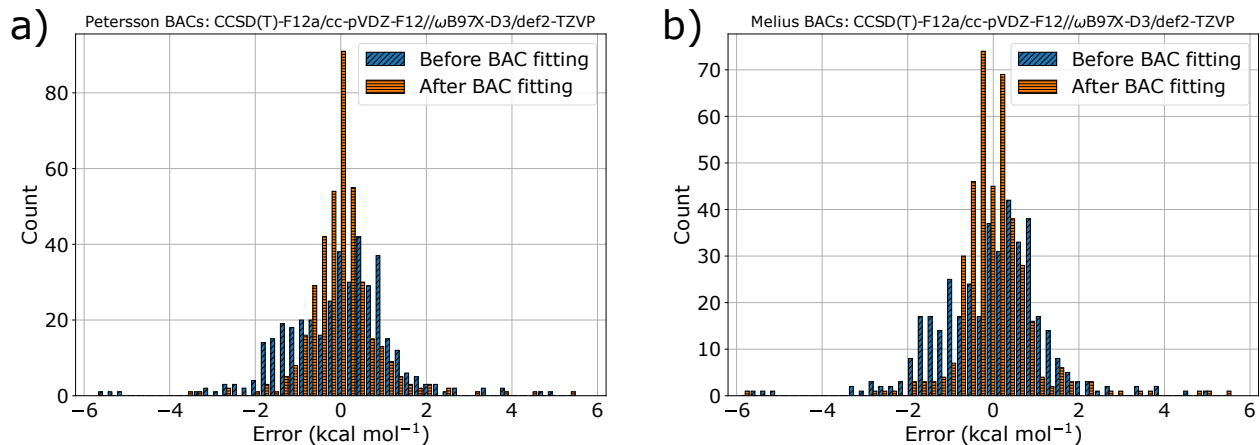 a)
Petersson BACs: CCSD(T)-F12a/cc-pVDZ-F12//ωB97X-D3/def2-TZVP
Before BAC fitting
After BAC fitting
80
60
40
20
0
Count
−6 −4 −2 0 2 4 6
Error (kcal mol⁻¹)
b)
Melius BACs: CCSD(T)-F12a/cc-pVDZ-F12//ωB97X-D3/def2-TZVP
Before BAC fitting
After BAC fitting
70
60
50
40
30
20
10
0
Count
−6 −4 −2 0 2 4 6
Error (kcal mol⁻¹)